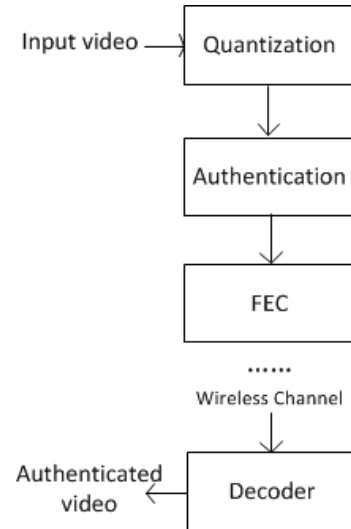 Input video
Quantization
Authentication
FEC
......
Wireless Channel
Authenticated
video
Decoder